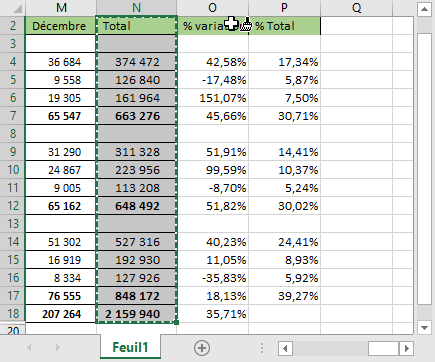 M N O P Q
2 Décembre Total % varia % Total
3
4 36 684 374 472 42,58% 17,34%
5 9 558 126 840 -17,48% 5,87%
6 19 305 161 964 151,07% 7,50%
7 65 547 663 276 45,66% 30,71%
8
9 31 290 311 328 51,91% 14,41%
10 24 867 223 956 99,59% 10,37%
11 9 005 113 208 -8,70% 5,24%
12 65 162 648 492 51,82% 30,02%
13
14 51 302 527 316 40,23% 24,41%
15 16 919 192 930 11,05% 8,93%
16 8 334 127 926 -35,83% 5,92%
17 76 555 848 172 18,13% 39,27%
18 207 264 2 159 940 35,71%
20
Feuil1